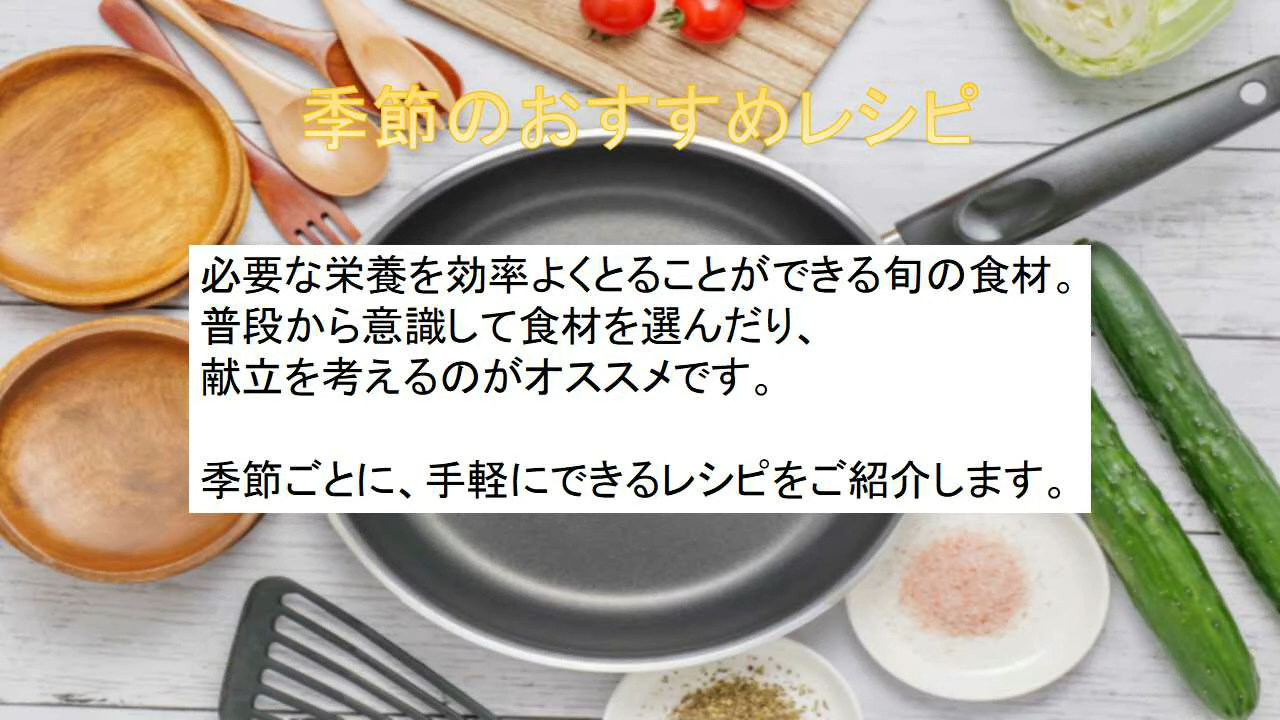 季節のおすすめレシピ
必要な栄養を効率よくとることができる旬の食材。
普段から意識して食材を選んだり、
献立を考えるのがオススメです。
季節ごとに、手軽にできるレシピをご紹介します。